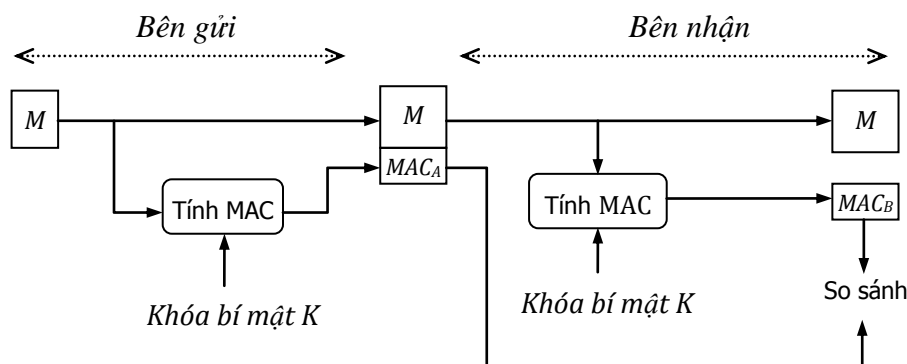 Bên gửi
Bên nhận
M
M
M
MAC_A
Tính MAC
Tính MAC
MAC_B
Khóa bí mật K
Khóa bí mật K
So sánh